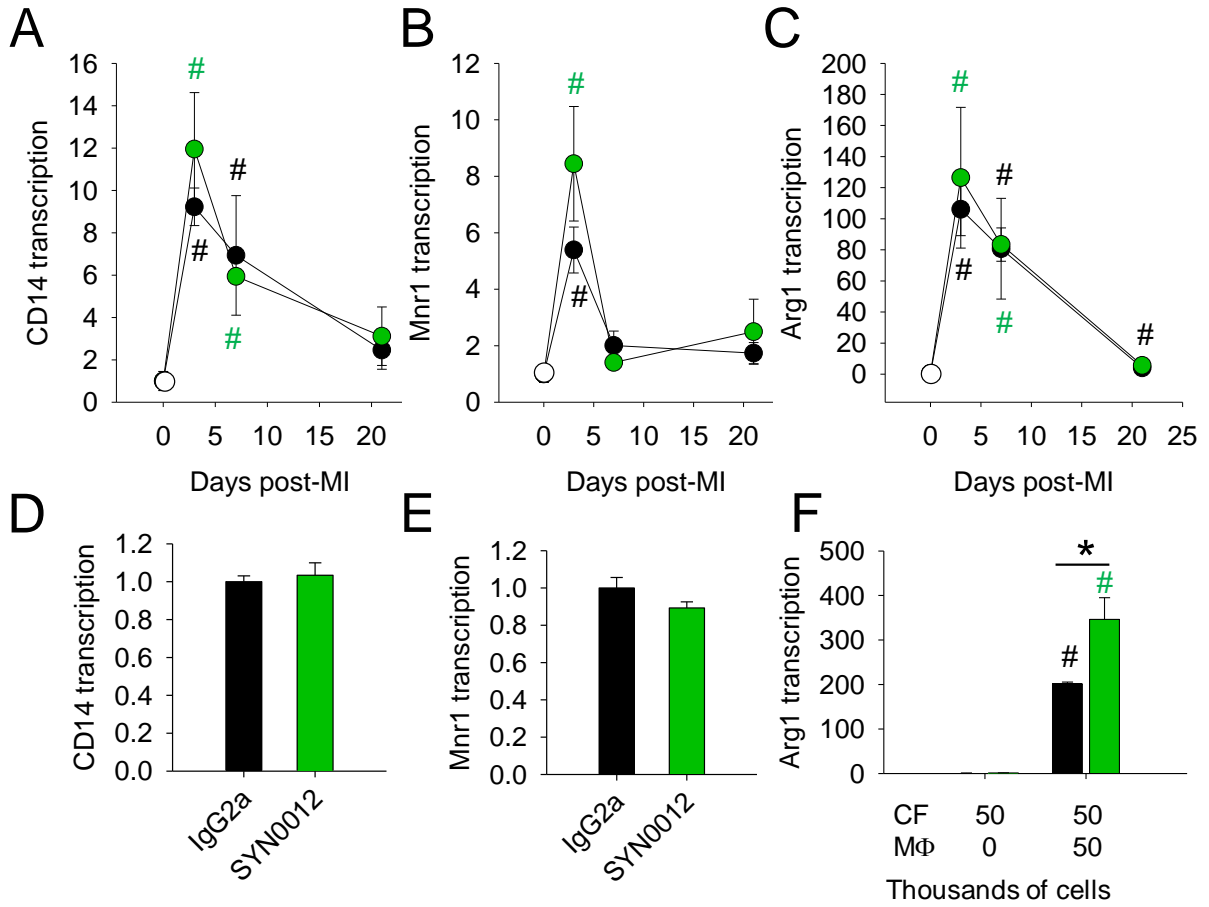 A
CD14 transcription
16
14
12
10
8
6
4
2
0
#
#
#
#
0 5 10 15 20
Days post-MI
B
Mnr1 transcription
12
10
8
6
4
2
0
#
#
0 5 10 15 20
Days post-MI
C
Arg1 transcription
200
180
160
140
120
100
80
60
40
20
0
#
#
#
#
#
0 5 10 15 20 25
Days post-MI
D
CD14 transcription
1.2
1.0
0.8
0.6
0.4
0.2
0.0
IgG2a
SYN0012
E
Mnr1 transcription
1.2
1.0
0.8
0.6
0.4
0.2
0.0
IgG2a
SYN0012
F
Arg1 transcription
500
400
300
200
100
0
*
#
#
CF 50 50
MΦ 0 50
Thousands of cells